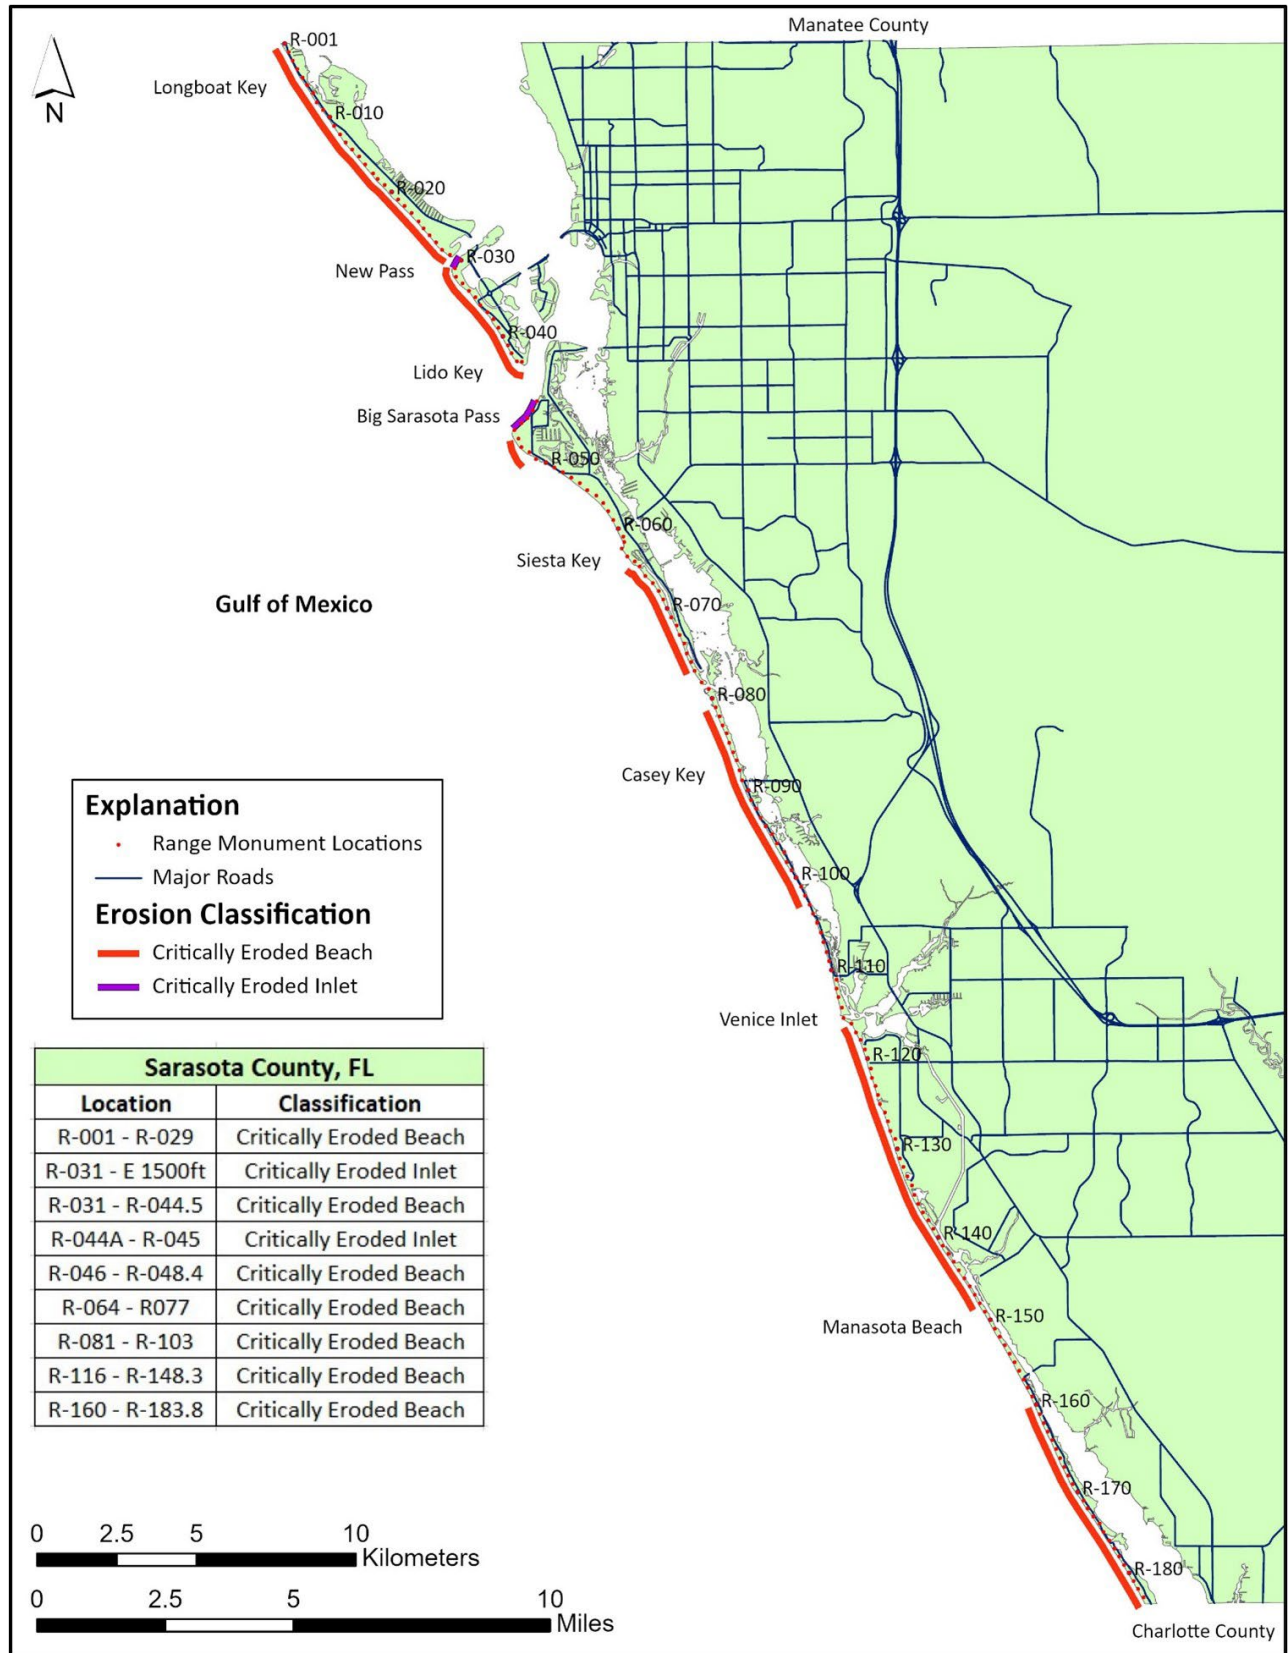 Manatee County
R-001
Longboat Key
N
R-010
R-020
R-030
New Pass
R-040
Lido Key
Big Sarasota Pass
R-050
R-060
Siesta Key
Gulf of Mexico
R-070
R-080
Casey Key
R-090
R-100
R-110
Venice Inlet
R-120
R-130
R-140
Manasota Beach
R-150
R-160
R-170
R-180
Charlotte County
Explanation
Range Monument Locations
Major Roads
Erosion Classification
Critically Eroded Beach
Critically Eroded Inlet
Sarasota County, FL
Location Classification
R-001 - R-029 Critically Eroded Beach
R-031 - E 1500ft Critically Eroded Inlet
R-031 - R-044.5 Critically Eroded Beach
R-044A - R-045 Critically Eroded Inlet
R-046 - R-048.4 Critically Eroded Beach
R-064 - R077 Critically Eroded Beach
R-081 - R-103 Critically Eroded Beach
R-116 - R-148.3 Critically Eroded Beach
R-160 - R-183.8 Critically Eroded Beach
0 2.5 5 10
Kilometers
0 2.5 5 10
Miles